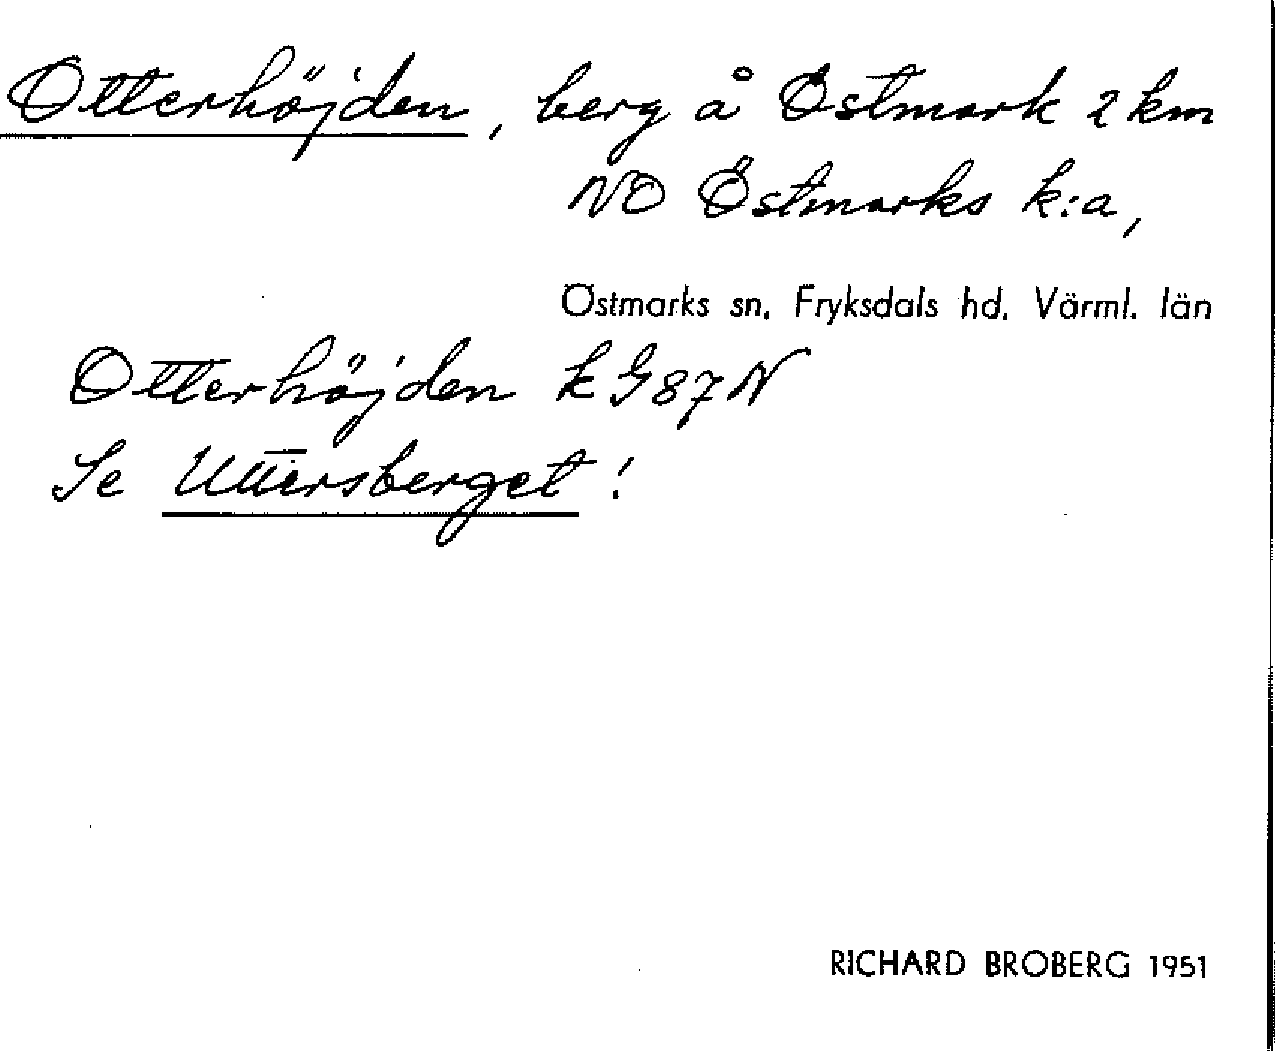 Otterhöjden, berg å Östmark 2 km
NO Östmarks k:a,
Östmarks sn. Fryksdals hd. Värml. län
Otterhöjden k G87N
Se Uttersberget!
RICHARD BROBERG 1951